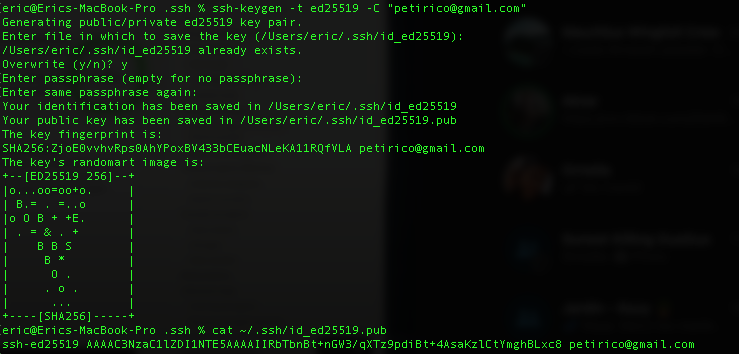 [eric@Erics-MacBook-Pro .ssh % ssh-keygen -t ed25519 -C "petirico@gmail.com"
Generating public/private ed25519 key pair.
Enter file in which to save the key (/Users/eric/.ssh/id_ed25519):
/Users/eric/.ssh/id_ed25519 already exists.
Overwrite (y/n)? y
[Enter passphrase (empty for no passphrase):
[Enter same passphrase again:
Your identification has been saved in /Users/eric/.ssh/id_ed25519
Your public key has been saved in /Users/eric/.ssh/id_ed25519.pub
The key fingerprint is:
SHA256:ZjoE0vvhvRps0AhYPoxBV433bCEuacNLeKA11RQfVLA petirico@gmail.com
The key's randomart image is:
+--[ED25519 256]--+
|o...oo=oo+o.     |
| B.= . =..o      |
|o O B + +E.      |
| . = & . +       |
|    B B S        |
|     B *         |
|      O .        |
|     . o .       |
|      ...        |
+----[SHA256]-----+
[eric@Erics-MacBook-Pro .ssh % cat ~/.ssh/id_ed25519.pub
ssh-ed25519 AAAAC3NzaC1lZDI1NTE5AAAAIIRbTbnBt+nGW3/qXTz9pdiBt+4AsaKzlCtYmghBLxc8 petirico@gmail.com